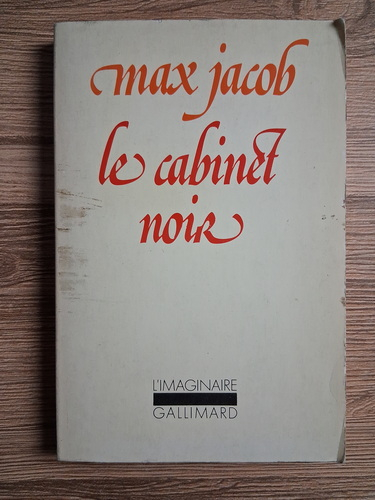 max jacob
le cabinet
noir
L'IMAGINAIRE
GALLIMARD